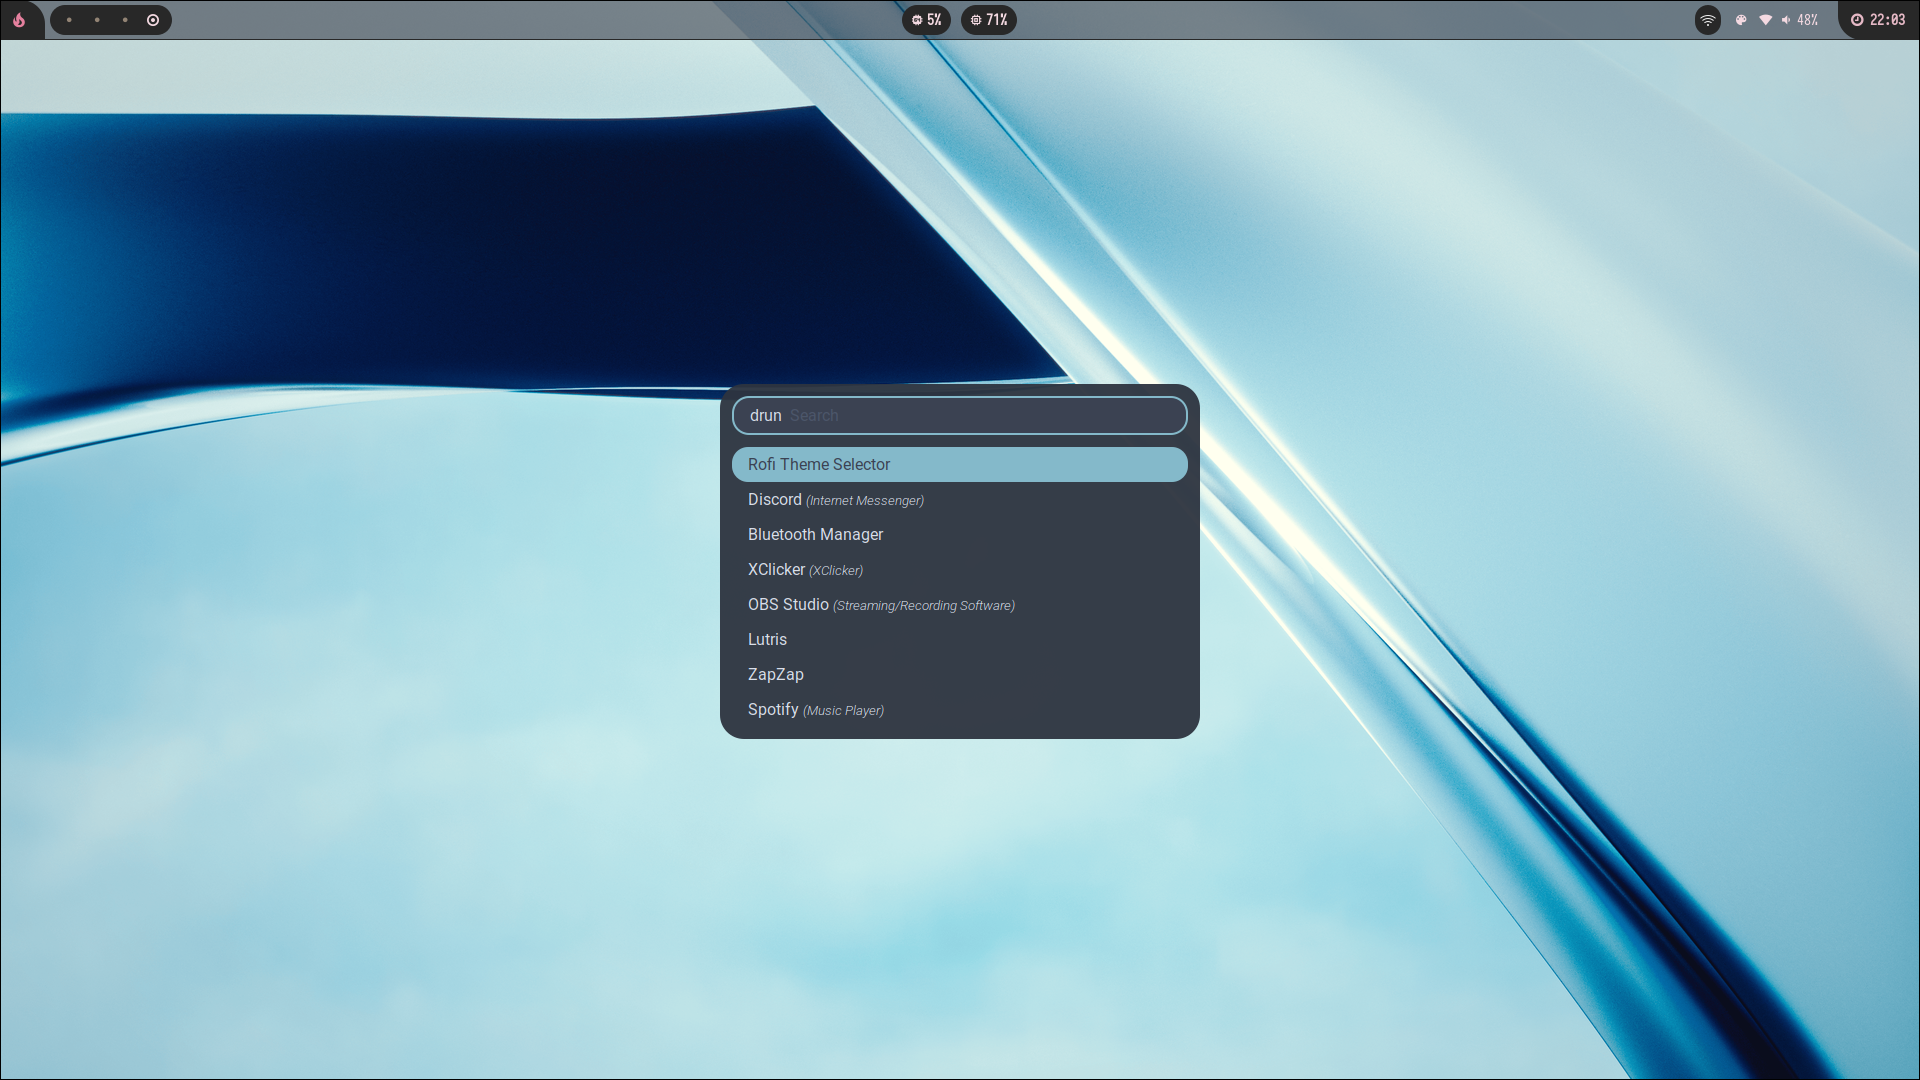 5% 71% 48% 22:03
drun Search
Rofi Theme Selector
Discord (Internet Messenger)
Bluetooth Manager
XClicker (XClicker)
OBS Studio (Streaming/Recording Software)
Lutris
ZapZap
Spotify (Music Player)